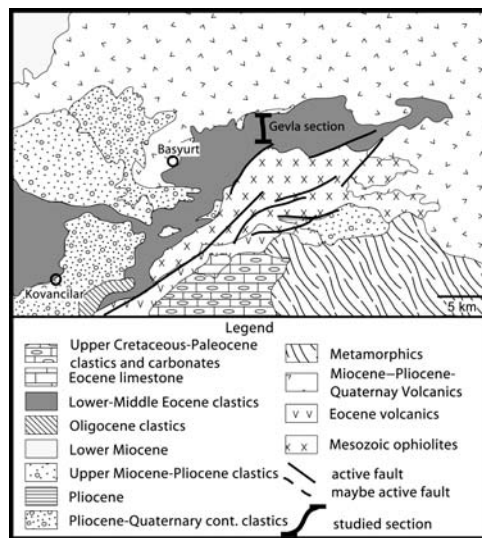 Gevla section
Basyurt
Kovancilar
5 km
Legend
Upper Cretaceous-Paleocene
clastics and carbonates
Eocene limestone
Lower-Middle Eocene clastics
Oligocene clastics
Lower Miocene
Upper Miocene-Pliocene clastics
Pliocene
Pliocene-Quaternary cont. clastics
Metamorphics
Miocene–Pliocene-
Quaternay Volcanics
Eocene volcanics
Mesozoic ophiolites
active fault
maybe active fault
studied section